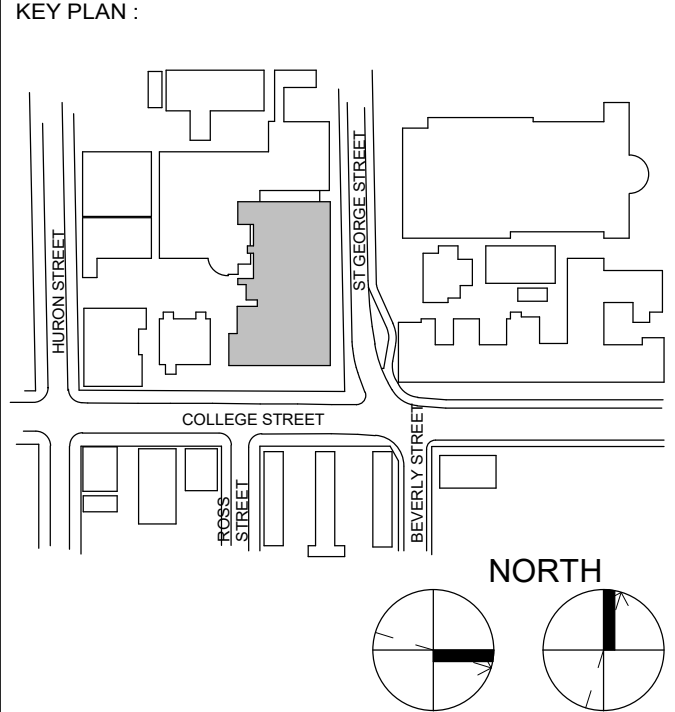 KEY PLAN :
HURON STREET
ST GEORGE STREET
COLLEGE STREET
ROSS
STREET
BEVERLY STREET
NORTH